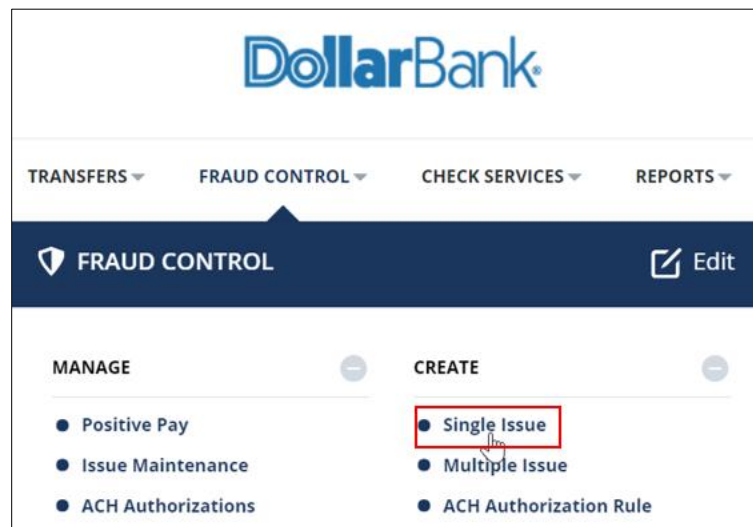 DollarBank®
TRANSFERS FRAUD CONTROL CHECK SERVICES REPORTS
FRAUD CONTROL Edit
MANAGE CREATE
Positive Pay Single Issue
Issue Maintenance Multiple Issue
ACH Authorizations ACH Authorization Rule